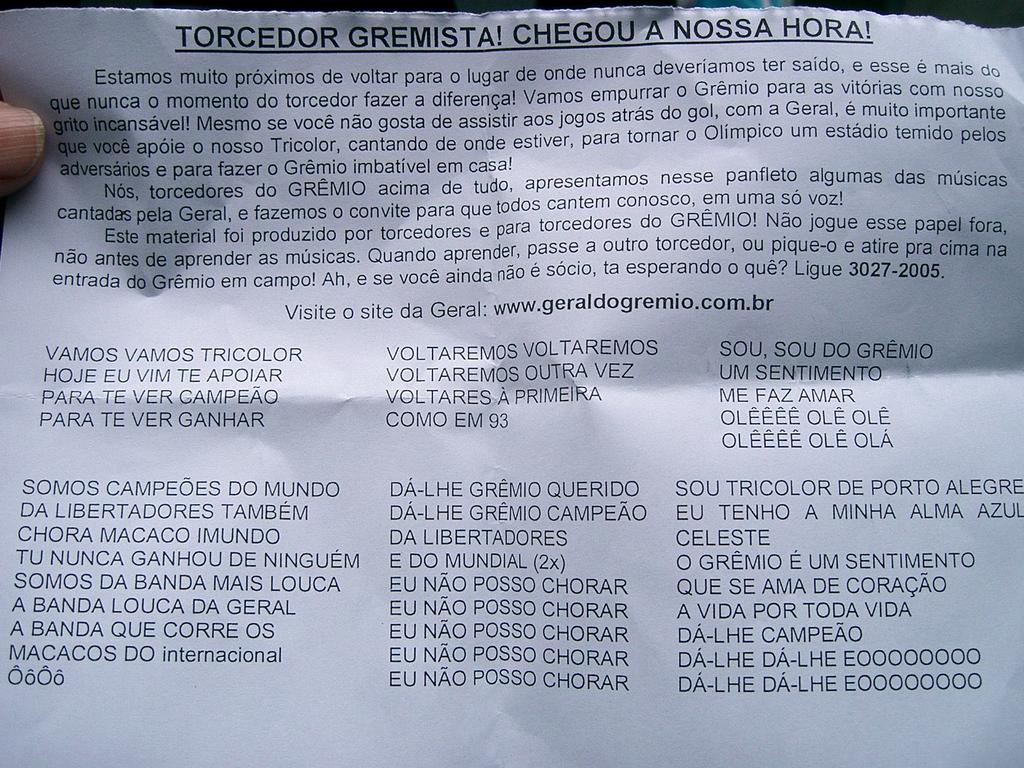 TORCEDOR GREMISTA! CHEGOU A NOSSA HORA!
Estamos muito próximos de voltar para o lugar de onde nunca deveríamos ter saído, e esse é mais do
que nunca o momento do torcedor fazer a diferença! Vamos empurrar o Grêmio para as vitórias com nosso
grito incansável! Mesmo se você não gosta de assistir aos jogos atrás do gol, com a Geral, é muito importante
que você apóie o nosso Tricolor, cantando de onde estiver, para tornar o Olímpico um estádio temido pelos
adversários e para fazer o Grêmio imbatível em casa!
Nós, torcedores do GRÊMIO acima de tudo, apresentamos nesse panfleto algumas das músicas
cantadas pela Geral, e fazemos o convite para que todos cantem conosco, em uma só voz!
Este material foi produzido por torcedores e para torcedores do GRÊMIO! Não jogue esse papel fora,
não antes de aprender as músicas. Quando aprender, passe a outro torcedor, ou pique-o e atire pra cima na
entrada do Grêmio em campo! Ah, e se você ainda não é sócio, ta esperando o quê? Ligue 3027-2005.
Visite o site da Geral: www.geraldogremio.com.br
VAMOS VAMOS TRICOLOR
HOJE EU VIM TE APOIAR
PARA TE VER CAMPEÃO
PARA TE VER GANHAR
VOLTAREMOS VOLTAREMOS
VOLTAREMOS OUTRA VEZ
VOLTARES À PRIMEIRA
COMO EM 93
SOU, SOU DO GRÊMIO
UM SENTIMENTO
ME FAZ AMAR
OLÊÊÊÊ OLÊ OLÊ
OLÊÊÊÊ OLÊ OLÁ
SOMOS CAMPEÕES DO MUNDO
DA LIBERTADORES TAMBÉM
CHORA MACACO IMUNDO
TU NUNCA GANHOU DE NINGUÉM
SOMOS DA BANDA MAIS LOUCA
A BANDA LOUCA DA GERAL
A BANDA QUE CORRE OS
MACACOS DO internacional
ÔôÔô
DÁ-LHE GRÊMIO QUERIDO
DÁ-LHE GRÊMIO CAMPEÃO
DA LIBERTADORES
E DO MUNDIAL (2x)
EU NÃO POSSO CHORAR
EU NÃO POSSO CHORAR
EU NÃO POSSO CHORAR
EU NÃO POSSO CHORAR
EU NÃO POSSO CHORAR
SOU TRICOLOR DE PORTO ALEGRE
EU TENHO A MINHA ALMA AZUL
CELESTE
O GRÊMIO É UM SENTIMENTO
QUE SE AMA DE CORAÇÃO
A VIDA POR TODA VIDA
DÁ-LHE CAMPEÃO
DÁ-LHE DÁ-LHE EOOOOOOOO
DÁ-LHE DÁ-LHE EOOOOOOOO